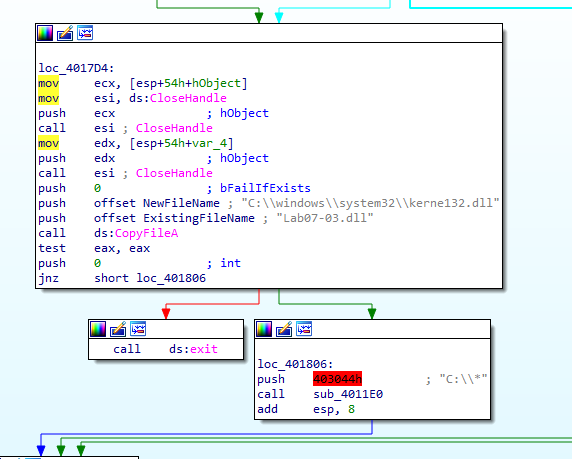 loc_4017D4:
mov ecx, [esp+54h+hObject]
mov esi, ds:CloseHandle
push ecx ; hObject
call esi ; CloseHandle
mov edx, [esp+54h+var_4]
push edx ; hObject
call esi ; CloseHandle
push 0 ; bFailIfExists
push offset NewFileName ; "C:\\windows\\system32\\kerne132.dll"
push offset ExistingFileName ; "Lab07-03.dll"
call ds:CopyFileA
test eax, eax
push 0 ; int
jnz short loc_401806
call ds:exit
loc_401806:
push 403044h ; "C:\\*"
call sub_4011E0
add esp, 8